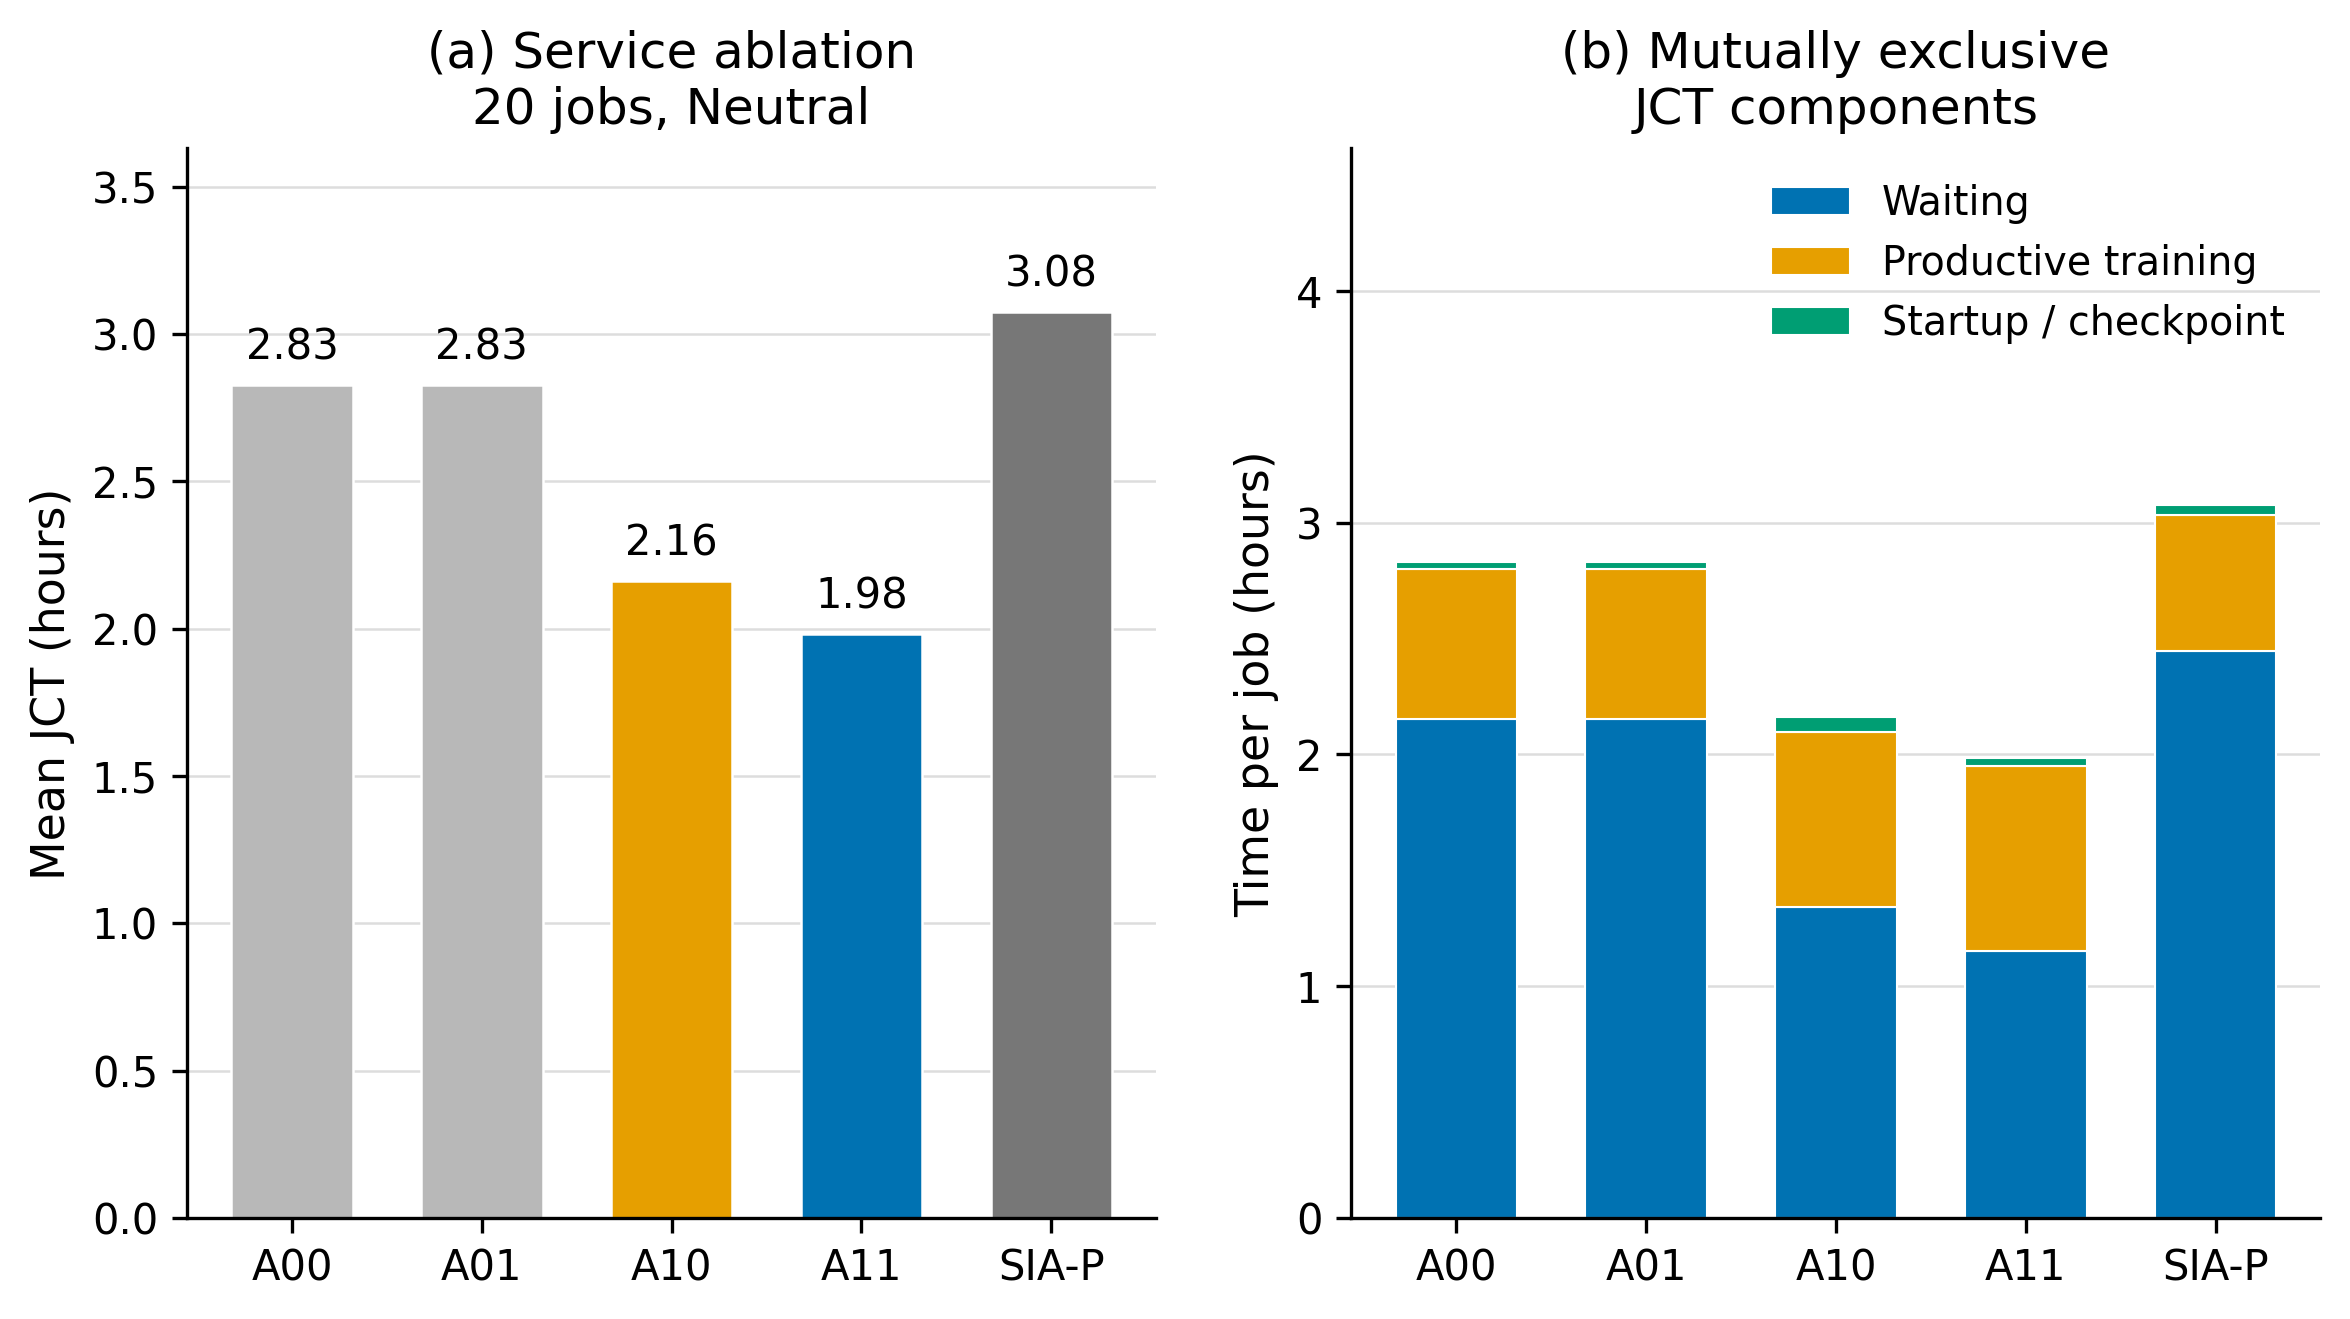 (a) Service ablation
20 jobs, Neutral
Mean JCT (hours)
3.5
3.0
2.5
2.0
1.5
1.0
0.5
0.0
2.83
2.83
2.16
1.98
3.08
A00
A01
A10
A11
SIA-P
(b) Mutually exclusive
JCT components
Time per job (hours)
4
3
2
1
0
Waiting
Productive training
Startup / checkpoint
A00
A01
A10
A11
SIA-P